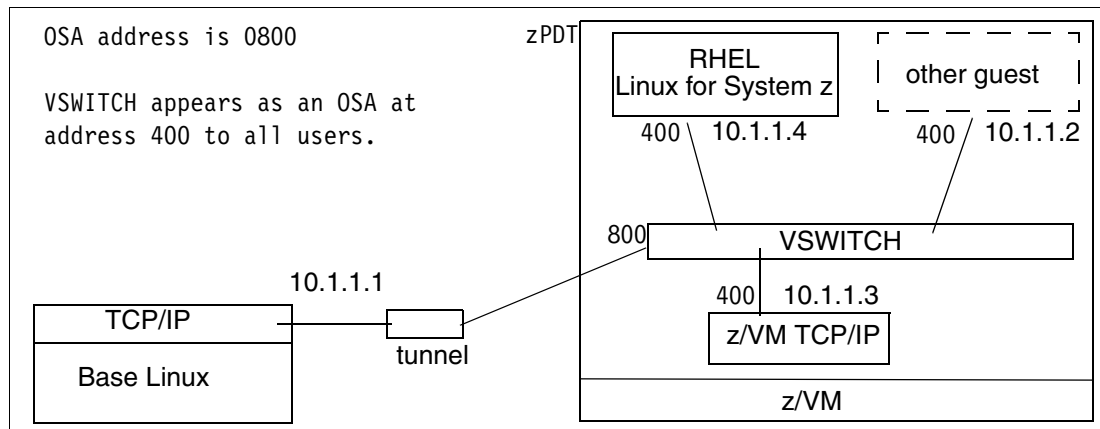 OSA address is 0800
VSWITCH appears as an OSA at
address 400 to all users.
zPDT
RHEL
Linux for System z
other guest
400 10.1.1.4
400 10.1.1.2
800
VSWITCH
10.1.1.1
400 10.1.1.3
TCP/IP
tunnel
z/VM TCP/IP
Base Linux
z/VM